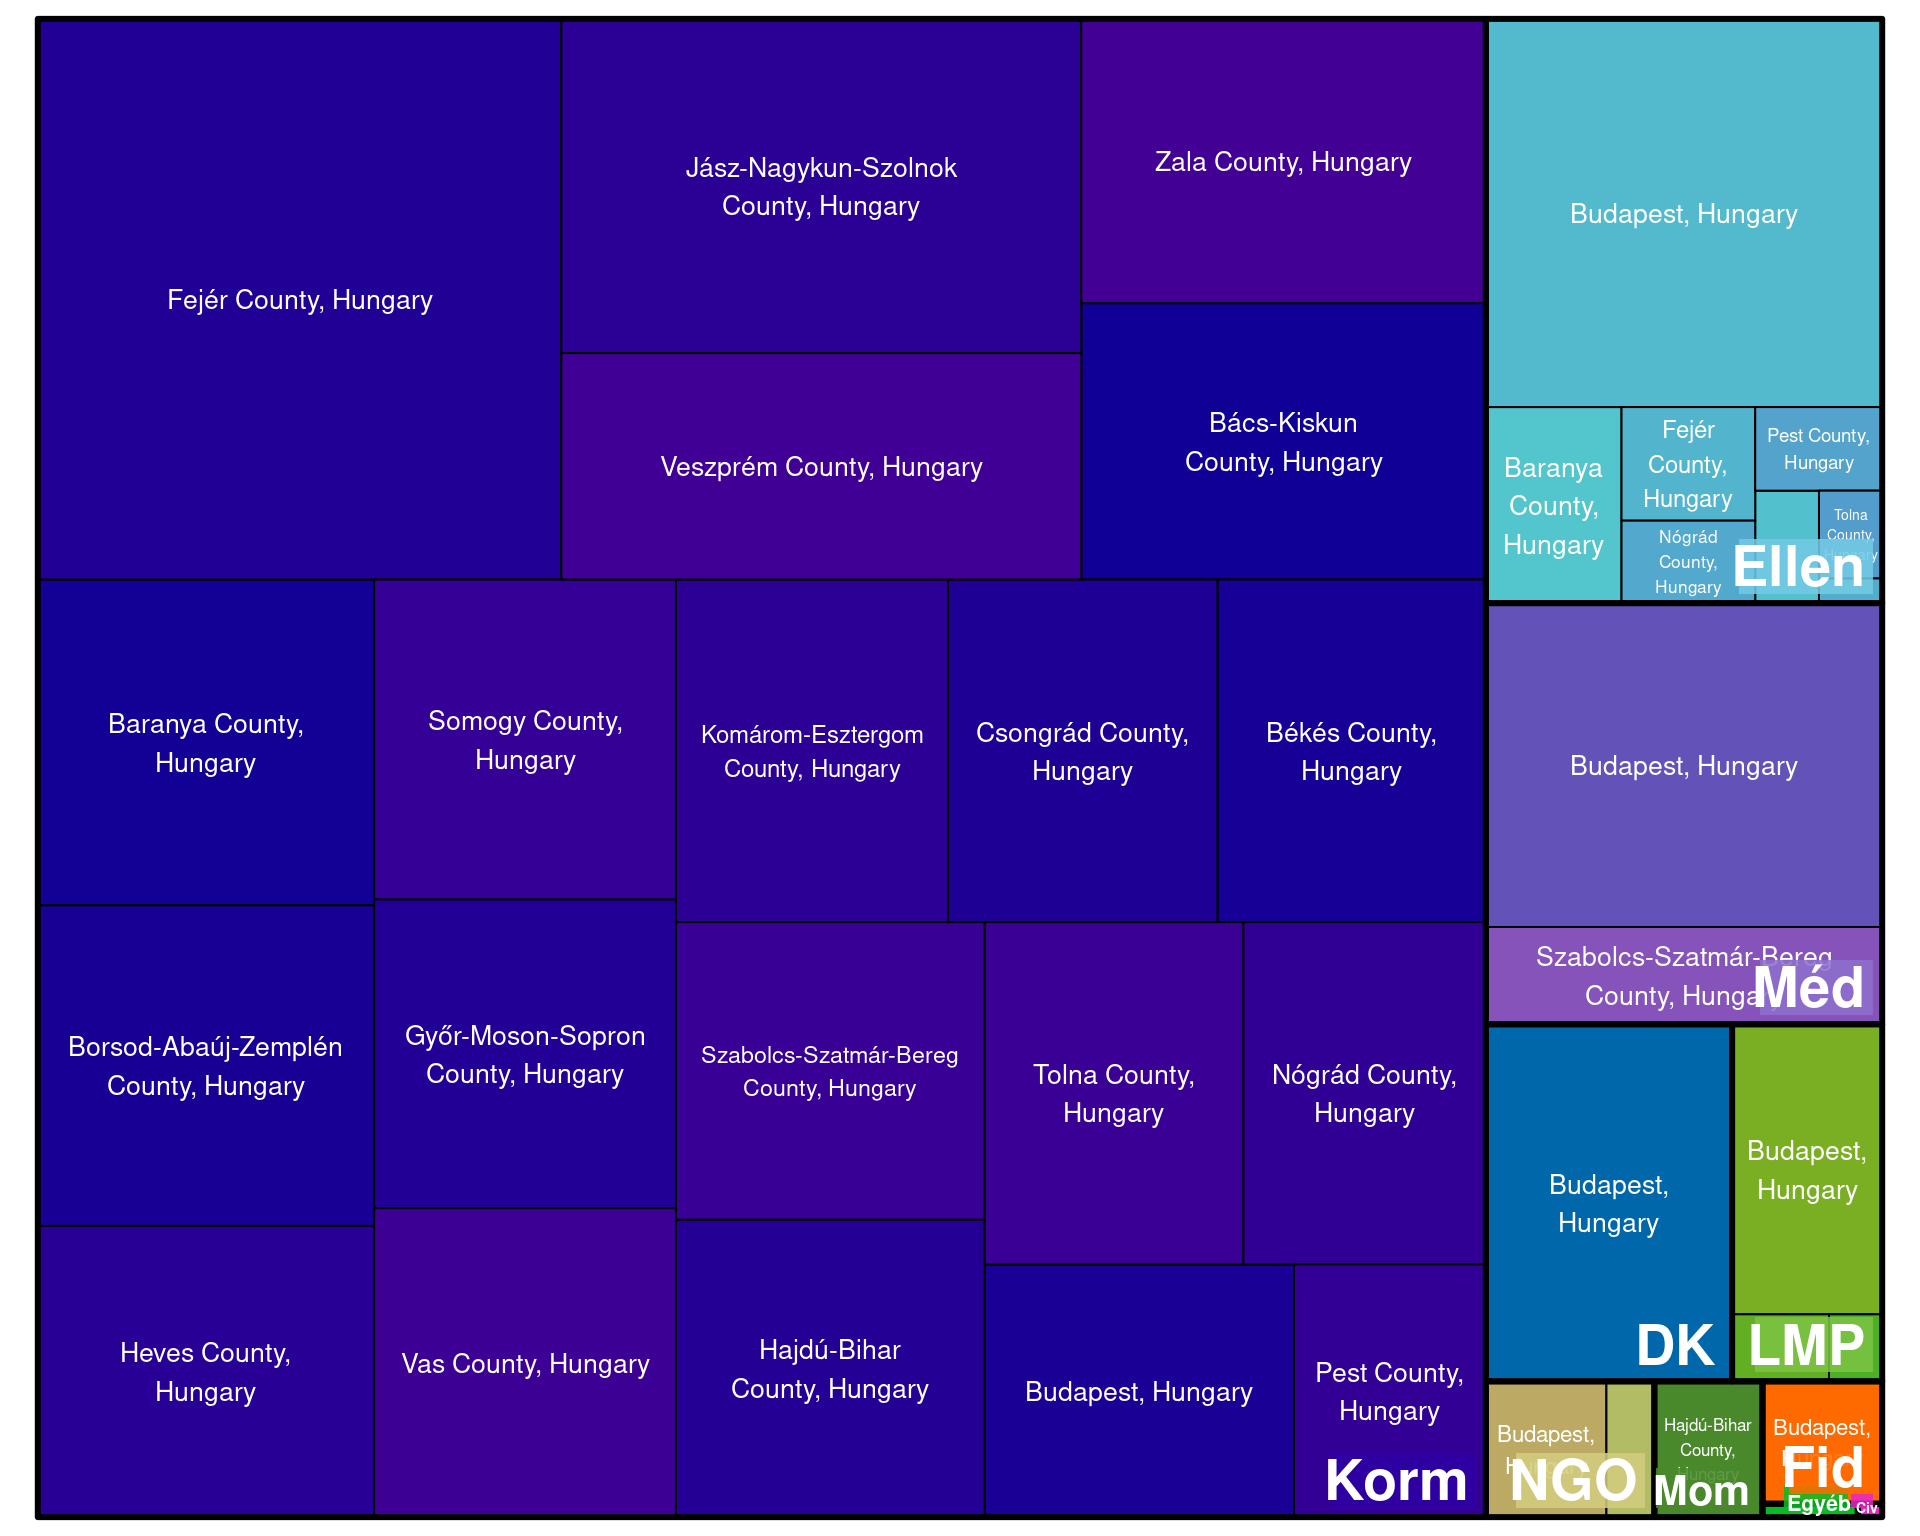 Fejér County, Hungary
Jász-Nagykun-Szolnok
County, Hungary
Zala County, Hungary
Veszprém County, Hungary
Bács-Kiskun
County, Hungary
Baranya County,
Hungary
Somogy County,
Hungary
Komárom-Esztergom
County, Hungary
Csongrád County,
Hungary
Békés County,
Hungary
Borsod-Abaúj-Zemplén
County, Hungary
Győr-Moson-Sopron
County, Hungary
Szabolcs-Szatmár-Bereg
County, Hungary
Tolna County,
Hungary
Nógrád County,
Hungary
Heves County,
Hungary
Vas County, Hungary
Hajdú-Bihar
County, Hungary
Budapest, Hungary
Pest County,
Hungary
Korm
Budapest, Hungary
Baranya
County,
Hungary
Fejér
County,
Hungary
Pest County,
Hungary
Nógrád
County,
Hungary
Tolna
County,
Hungary
Ellen
Budapest, Hungary
Szabolcs-Szatmár-Bereg
County, Hungary
Méd
Budapest,
Hungary
DK
Budapest,
Hungary
LMP
Budapest,
NGO
Hajdú-Bihar
County,
Hungary
Mom
Budapest,
Fid
Egyéb
Civ